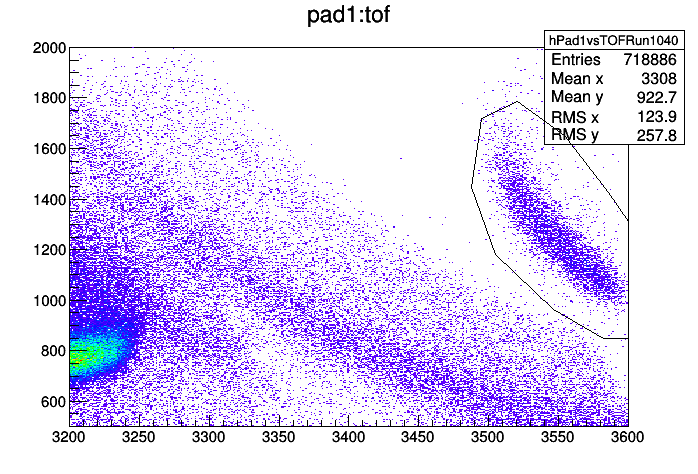 pad1:tof
hPad1vsTOFRun1040
Entries 718886
Mean x 3308
Mean y 922.7
RMS x 123.9
RMS y 257.8
2000
1800
1600
1400
1200
1000
800
600
3200 3250 3300 3350 3400 3450 3500 3550 3600